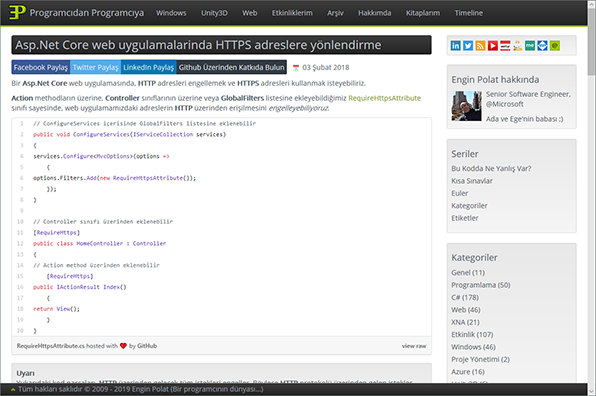 Programcıdan Programcıya Windows Unity3D Web Etkinliklerim Arşiv Hakkımda Kitaplarım Timeline
Asp.Net Core web uygulamalarinda HTTPS adreslere yönlendirme
Facebook Paylaş Twitter Paylaş LinkedIn Paylaş Github Üzerinden Katkıda Bulun 03 Şubat 2018
Bir Asp.Net Core web uygulamasında, HTTP adresleri engellemek ve HTTPS adresleri kullanmak isteyebiliriz.
Action methodların üzerine, Controller sınıflarının üzerine veya GlobalFilters listesine ekleyebildiğimiz RequireHttpsAttribute
sınıfı sayesinde, web uygulamamızdaki adreslerin HTTP üzerinden erişilmesini engelleyebiliyoruz.
1 // ConfigureServices içerisinde GlobalFilters listesine eklenebilir
2 public void ConfigureServices(IServiceCollection services)
3 {
4 services.Configure<MvcOptions>(options =>
5 {
6 options.Filters.Add(new RequireHttpsAttribute());
7 });
8 }
9
10 // Controller sınıfı üzerinden eklenebilir
11 [RequireHttps]
12 public class HomeController : Controller
13 {
14 // Action method üzerinden eklenebilir
15 [RequireHttps]
16 public IActionResult Index()
17 {
18 return View();
19 }
20 }
RequireHttpsAttribute.cs hosted with ❤ by GitHub view raw
Uyarı
Engin Polat hakkında
Senior Software Engineer,
@Microsoft
Ada ve Ege'nin babası ;)
Seriler
Bu Kodda Ne Yanlış Var?
Kısa Sınavlar
Euler
Kategoriler
Etiketler
Kategoriler
Genel (11)
Programlama (50)
C# (178)
Web (46)
XNA (21)
Etkinlik (107)
Windows (46)
Proje Yönetimi (2)
Azure (16)
Tüm hakları saklıdır © 2009 - 2019 Engin Polat (Bir programcının dünyası...)